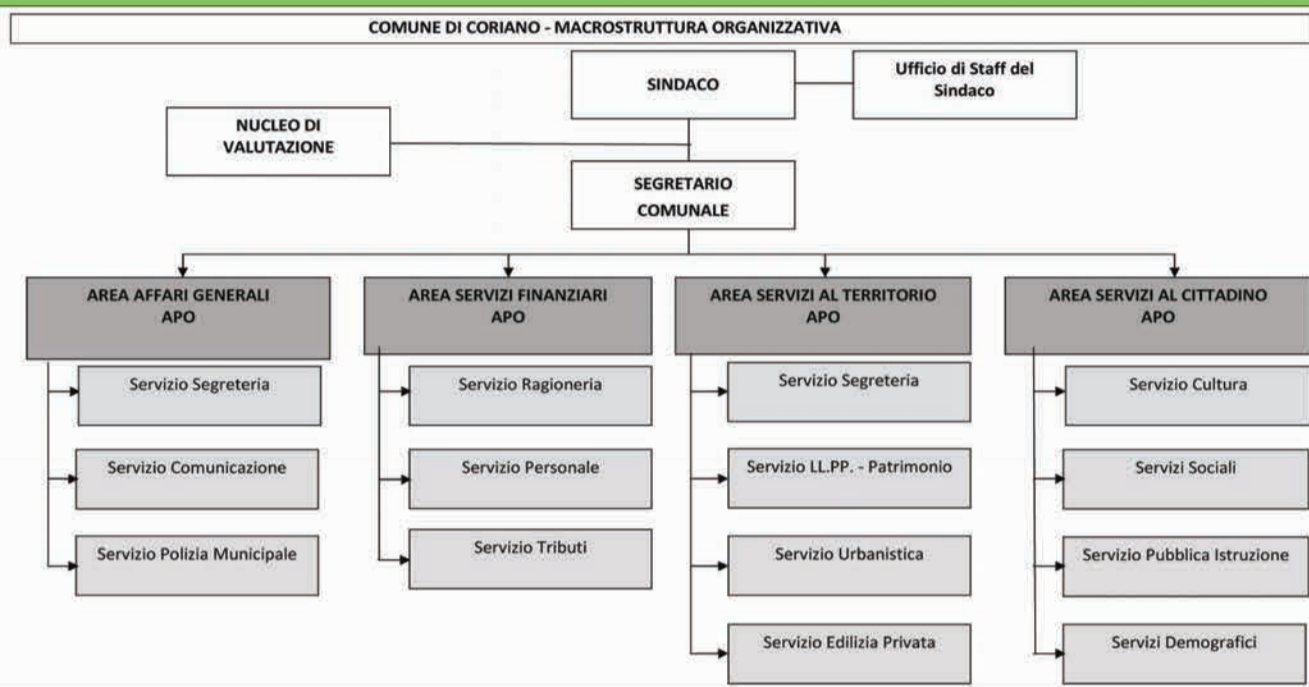 COMUNE DI CORIANO - MACROSTRUTTURA ORGANIZZATIVA
SINDACO
Ufficio di Staff del
Sindaco
NUCLEO DI
VALUTAZIONE
SEGRETARIO
COMUNALE
AREA AFFARI GENERALI
APO
Servizio Segreteria
Servizio Comunicazione
Servizio Polizia Municipale
AREA SERVIZI FINANZIARI
APO
Servizio Ragioneria
Servizio Personale
Servizio Tributi
AREA SERVIZI AL TERRITORIO
APO
Servizio Segreteria
Servizio LL.PP. - Patrimonio
Servizio Urbanistica
Servizio Edilizia Privata
AREA SERVIZI AL CITTADINO
APO
Servizio Cultura
Servizi Sociali
Servizio Pubblica Istruzione
Servizi Demografici